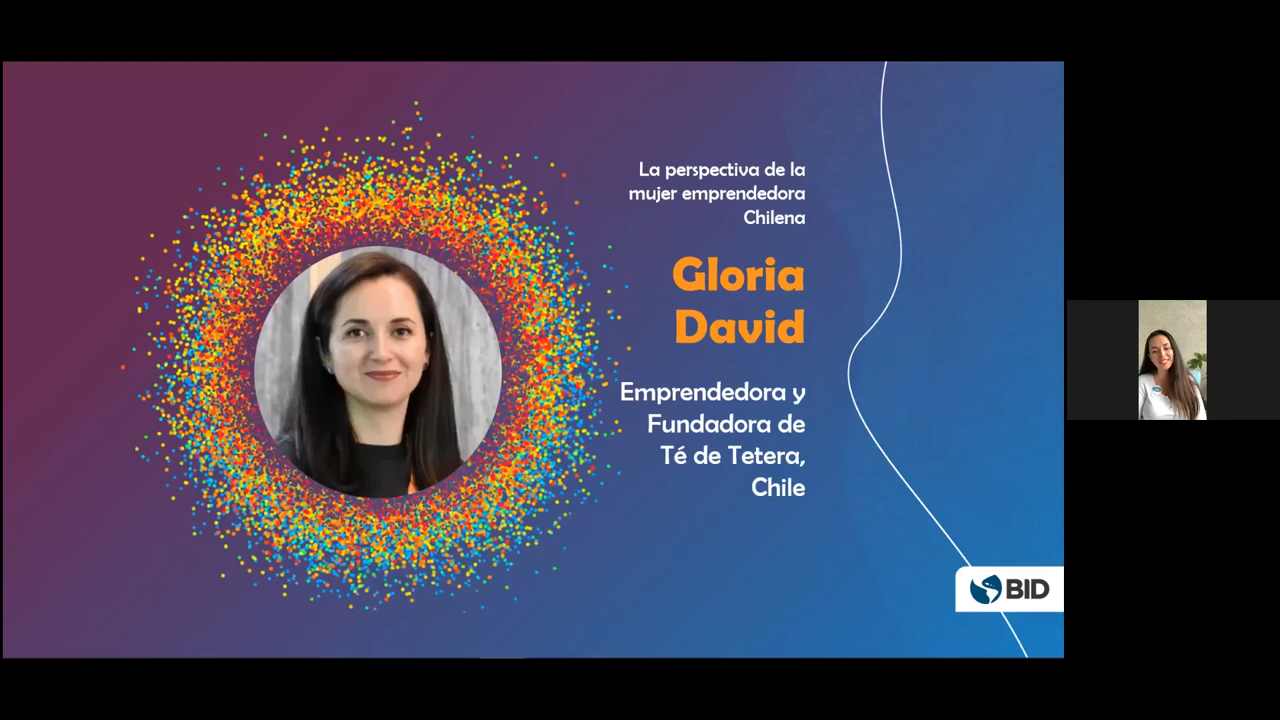 La perspectiva de la
mujer emprendedora
Chilena
Gloria
David
Emprendedora y
Fundadora de
Té de Tetera,
Chile
BID